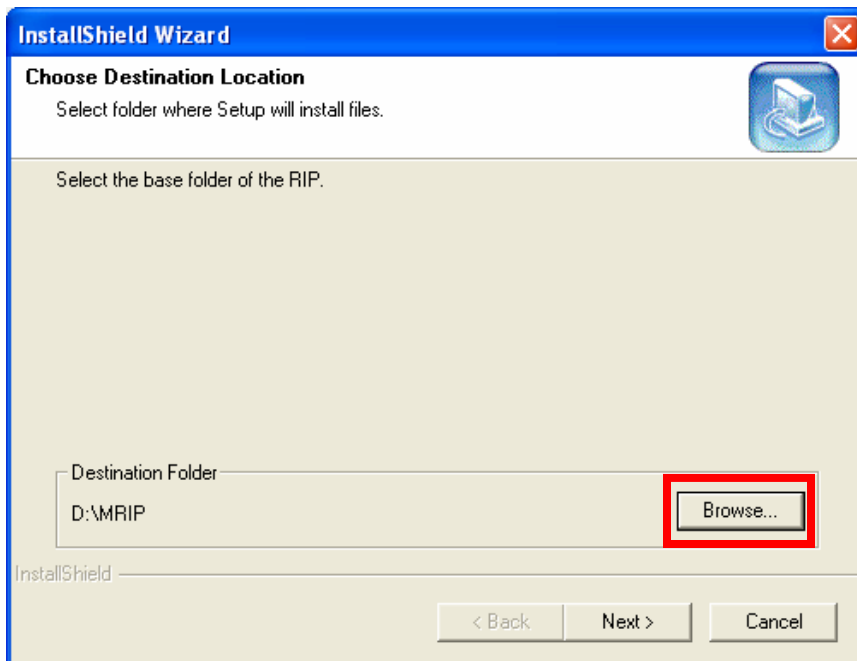 InstallShield Wizard
Choose Destination Location
Select folder where Setup will install files.
Select the base folder of the RIP.
Destination Folder
D:\MRIP
Browse...
InstallShield
< Back
Next >
Cancel